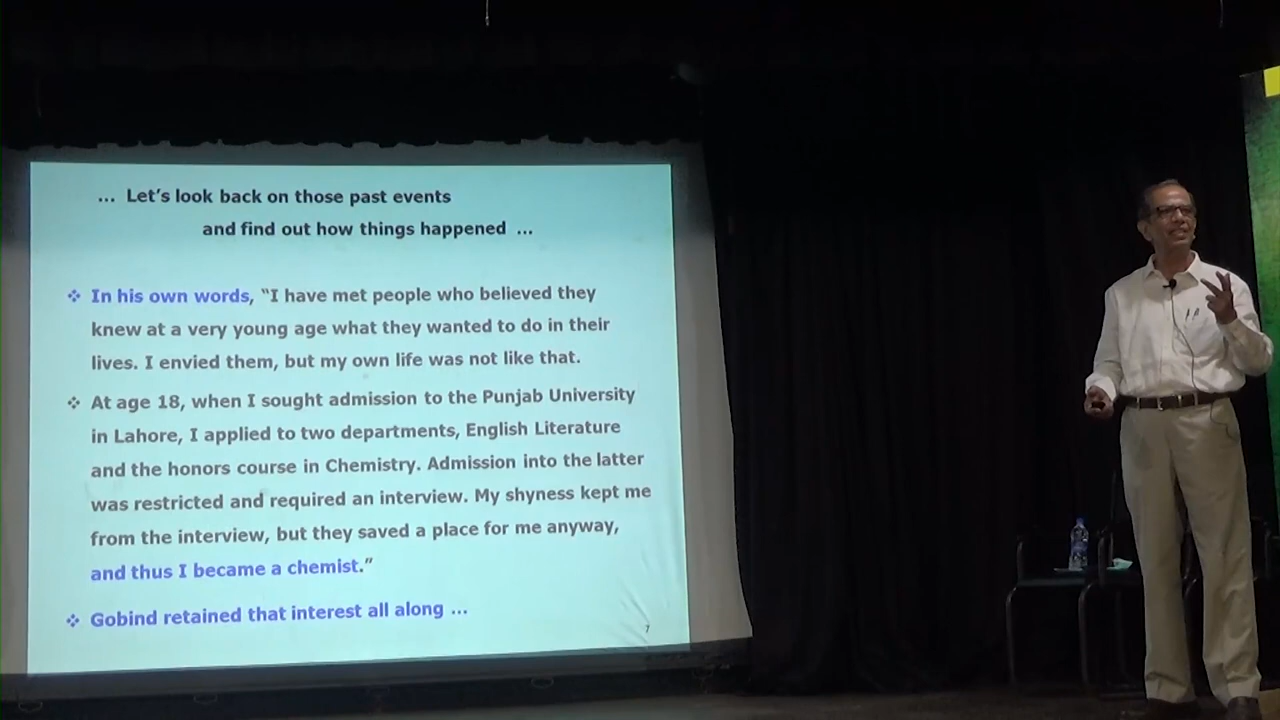 ... Let's look back on those past events
and find out how things happened ...
❖ In his own words, “I have met people who believed they
knew at a very young age what they wanted to do in their
lives. I envied them, but my own life was not like that.
❖ At age 18, when I sought admission to the Punjab University
in Lahore, I applied to two departments, English Literature
and the honors course in Chemistry. Admission into the latter
was restricted and required an interview. My shyness kept me
from the interview, but they saved a place for me anyway,
and thus I became a chemist.”
❖ Gobind retained that interest all along ...
7